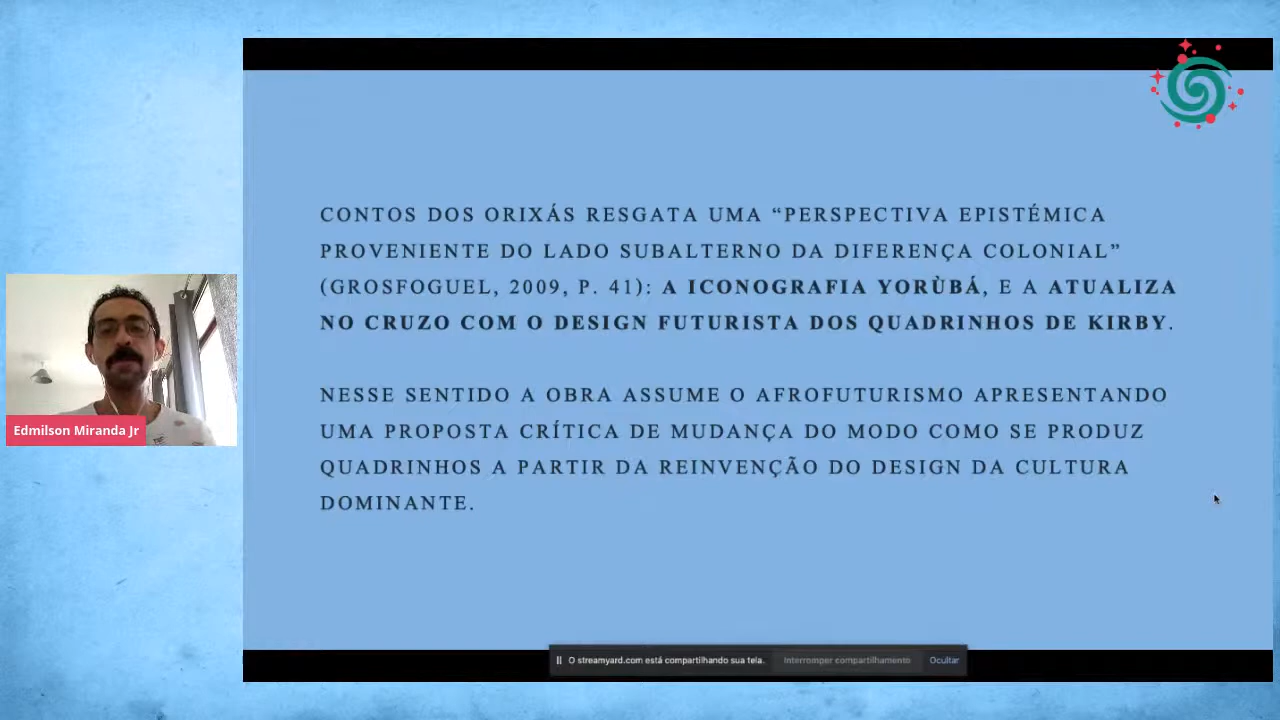 CONTOS DOS ORIXÁS RESGATA UMA “PERSPECTIVA EPISTÉMICA
PROVENIENTE DO LADO SUBALTERNO DA DIFERENÇA COLONIAL”
(GROSFOGUEL, 2009, P. 41): A ICONOGRAFIA YORÙBÁ, E A ATUALIZA
NO CRUZO COM O DESIGN FUTURISTA DOS QUADRINHOS DE KIRBY.
NESSE SENTIDO A OBRA ASSUME O AFROFUTURISMO APRESENTANDO
UMA PROPOSTA CRÍTICA DE MUDANÇA DO MODO COMO SE PRODUZ
QUADRINHOS A PARTIR DA REINVENÇÃO DO DESIGN DA CULTURA
DOMINANTE.
Edmilson Miranda Jr
O streamyard.com está compartilhando sua tela. Interromper compartilhamento Ocultar